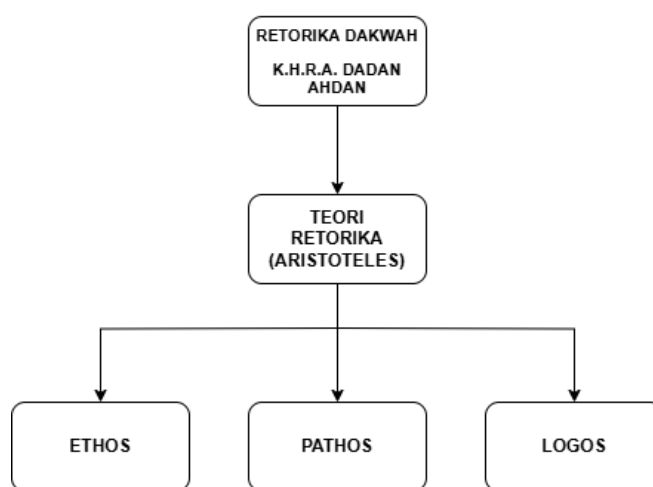 RETORIKA DAKWAH
K.H.R.A. DADAN
AHDAN
TEORI
RETORIKA
(ARISTOTELES)
ETHOS
PATHOS
LOGOS